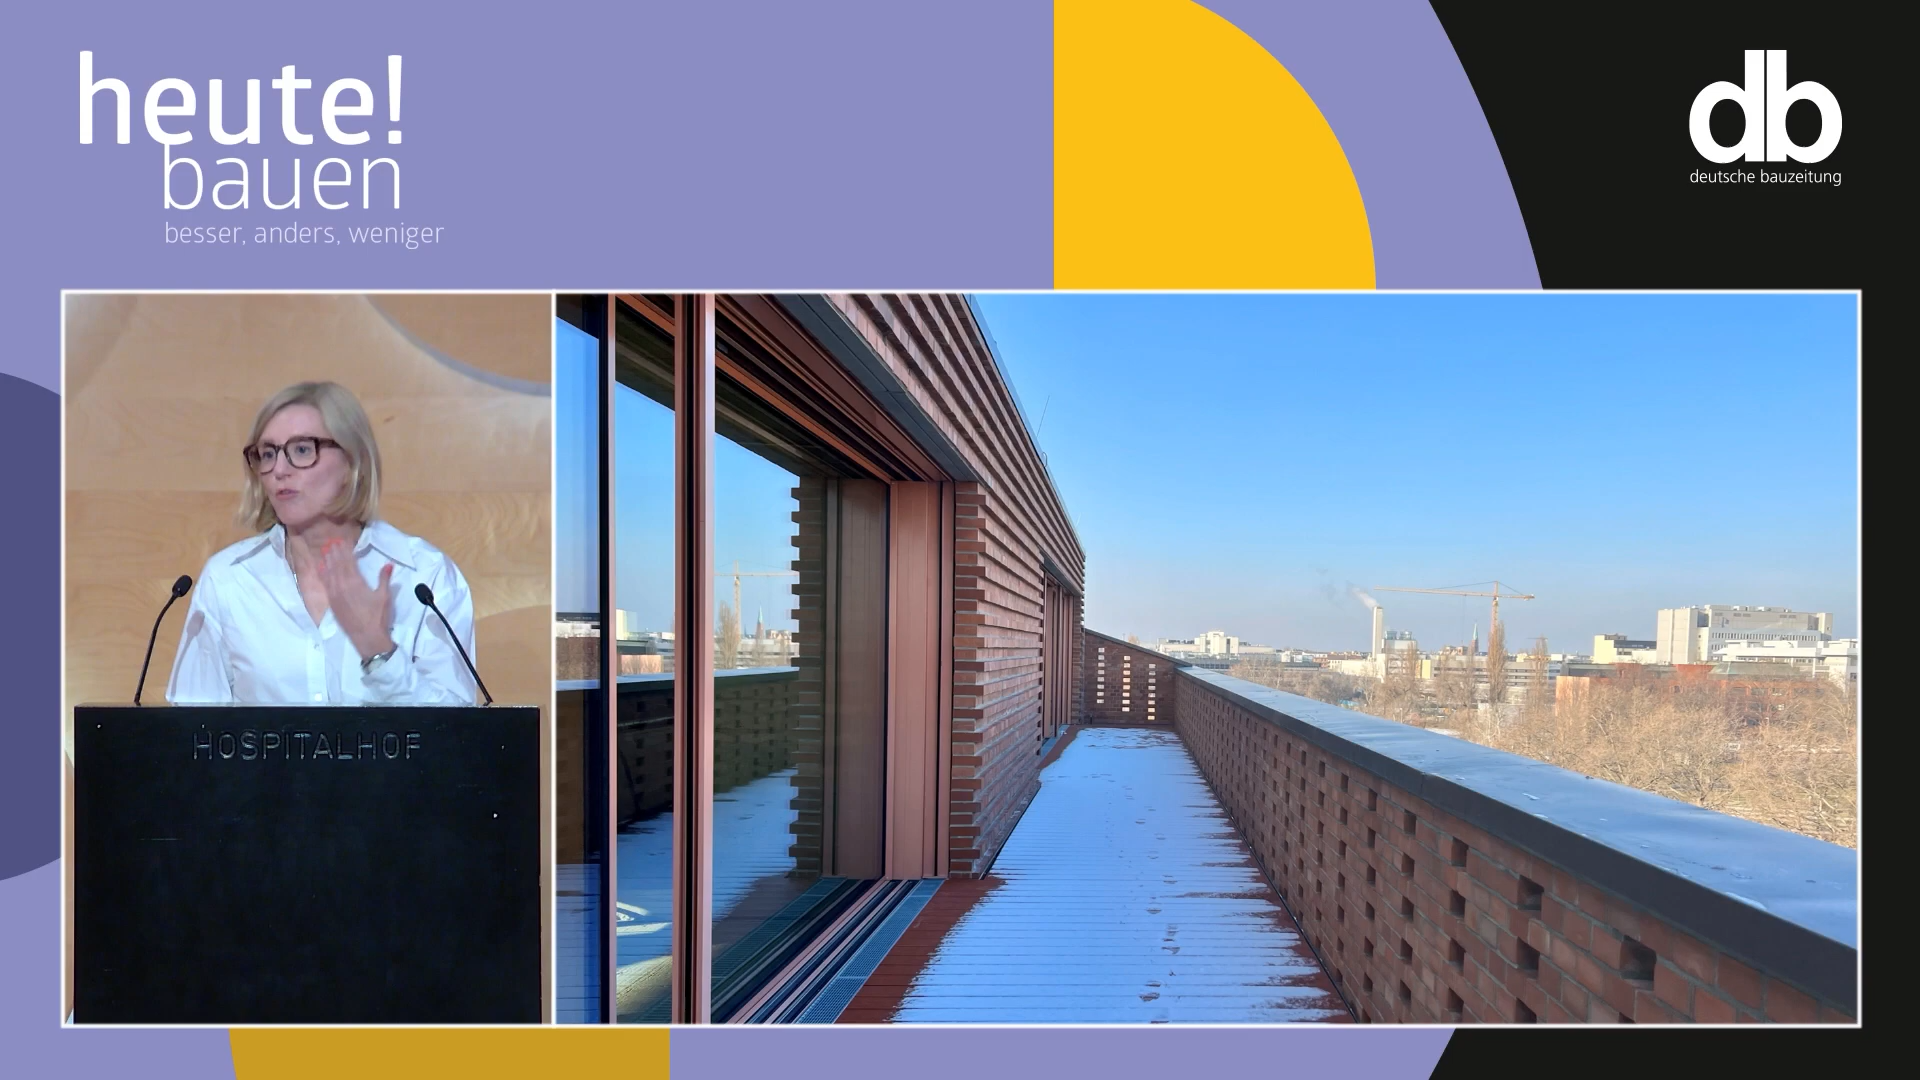 heute!
bauen
besser, anders, weniger
db
deutsche bauzeitung
HOSPITALHOF